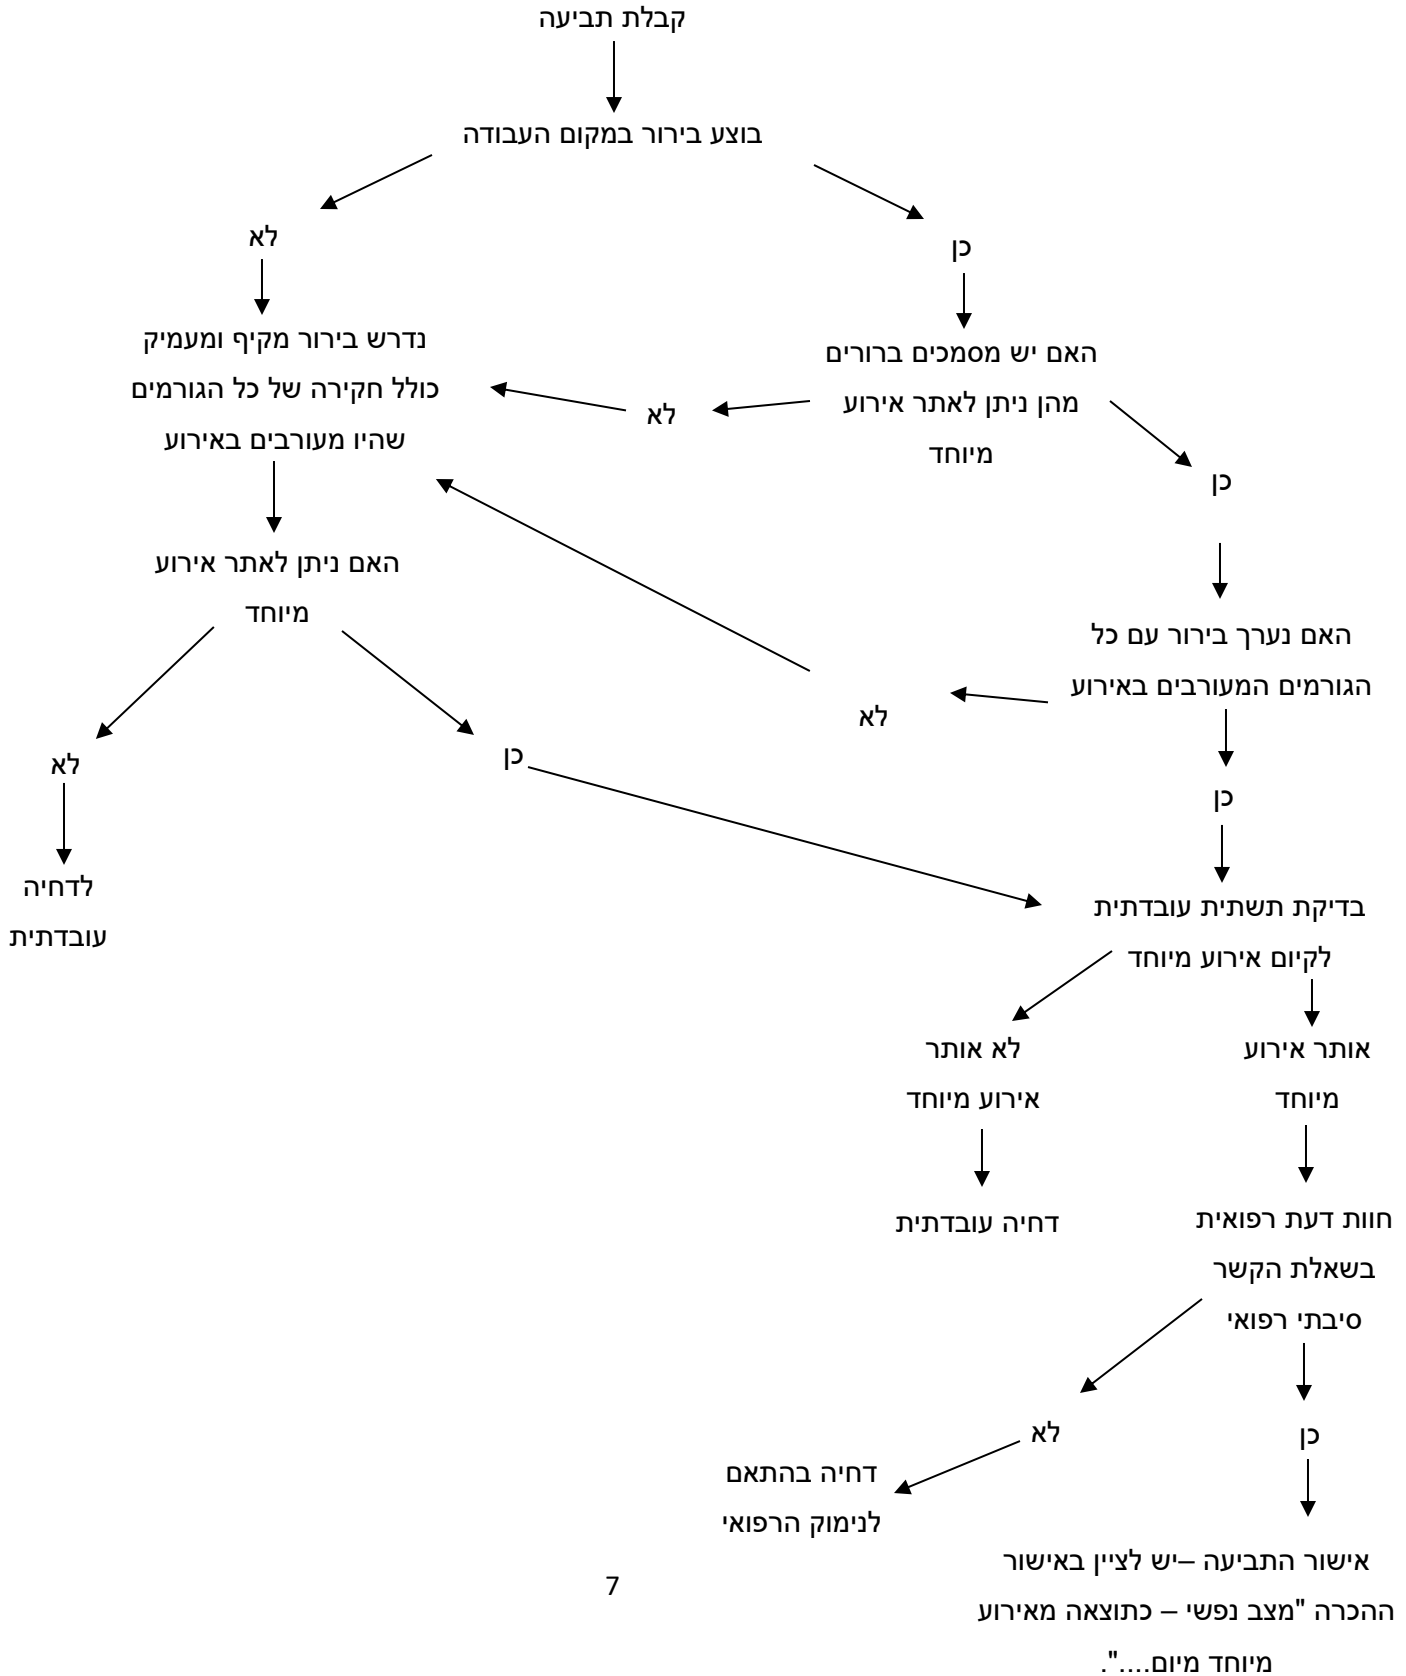 קבלת תביעה
בוצע בירור במקום העבודה
כן
לא
האם יש מסמכים ברורים
מהן ניתן לאתר אירוע
מיוחד
לא
נדרש בירור מקיף ומעמיק
כולל חקירה של כל הגורמים
שהיו מעורבים באירוע
כן
האם ניתן לאתר אירוע
מיוחד
האם נערך בירור עם כל
הגורמים המעורבים באירוע
לא
כן
לא
כן
לדחיה
עובדתית
בדיקת תשתית עובדתית
לקיום אירוע מיוחד
אותר אירוע
מיוחד
לא אותר
אירוע מיוחד
חוות דעת רפואית
בשאלת הקשר
סיבתי רפואי
דחיה עובדתית
כן
לא
דחיה בהתאם
לנימוק הרפואי
אישור התביעה –יש לציין באישור
ההכרה "מצב נפשי – כתוצאה מאירוע
מיוחד מיום....".
7